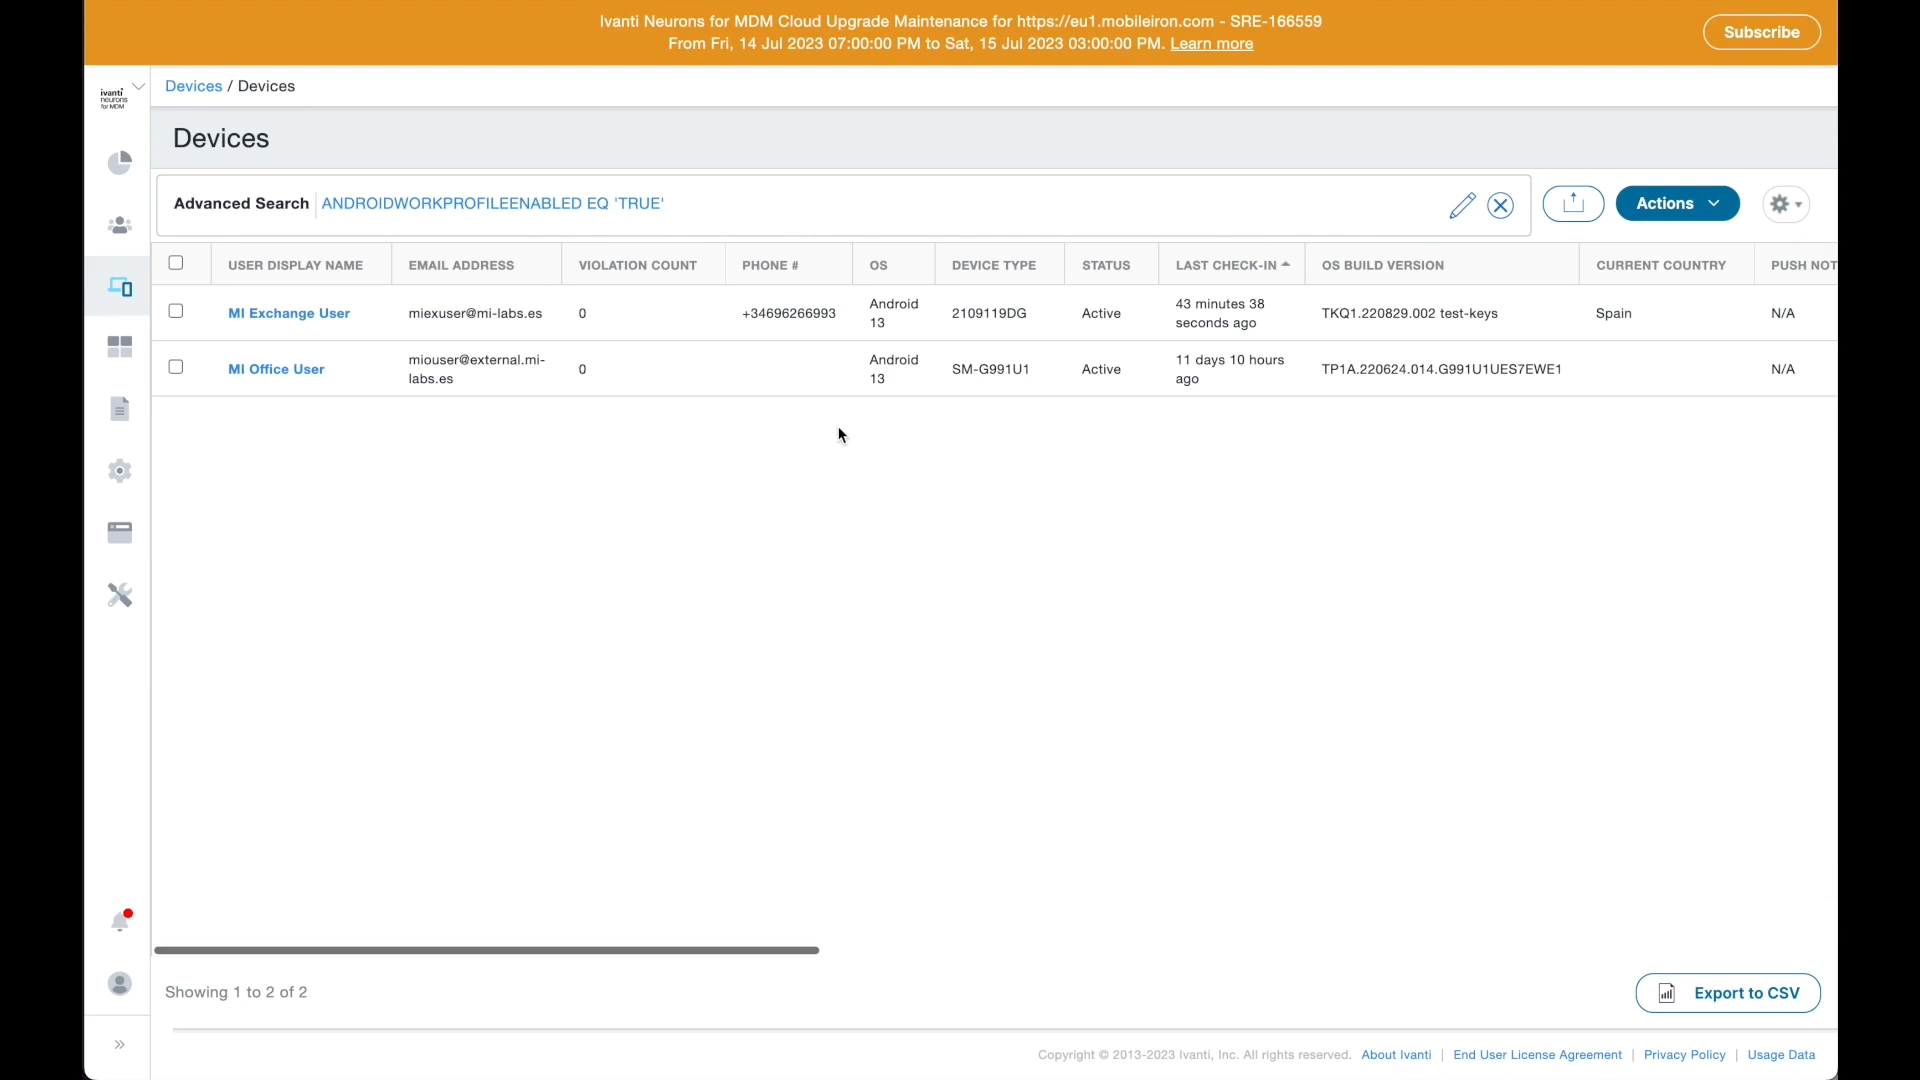 Ivanti Neurons for MDM Cloud Upgrade Maintenance for https://eu1.mobileiron.com - SRE-166559
From Fri, 14 Jul 2023 07:00:00 PM to Sat, 15 Jul 2023 03:00:00 PM. Learn more
Subscribe
ivanti
neurons
for MDM
Devices / Devices
Devices
Advanced Search ANDROIDWORKPROFILEENABLED EQ 'TRUE'
Actions
USER DISPLAY NAME EMAIL ADDRESS VIOLATION COUNT PHONE # OS DEVICE TYPE STATUS LAST CHECK-IN OS BUILD VERSION CURRENT COUNTRY PUSH NOT
MI Exchange User miexuser@mi-labs.es 0 +34696266993 Android 13 2109119DG Active 43 minutes 38 seconds ago TKQ1.220829.002 test-keys Spain N/A
MI Office User miouser@external.mi-labs.es 0 Android 13 SM-G991U1 Active 11 days 10 hours ago TP1A.220624.014.G991U1UES7EWE1 N/A
Showing 1 to 2 of 2
Export to CSV
Copyright © 2013-2023 Ivanti, Inc. All rights reserved. About Ivanti | End User License Agreement | Privacy Policy | Usage Data